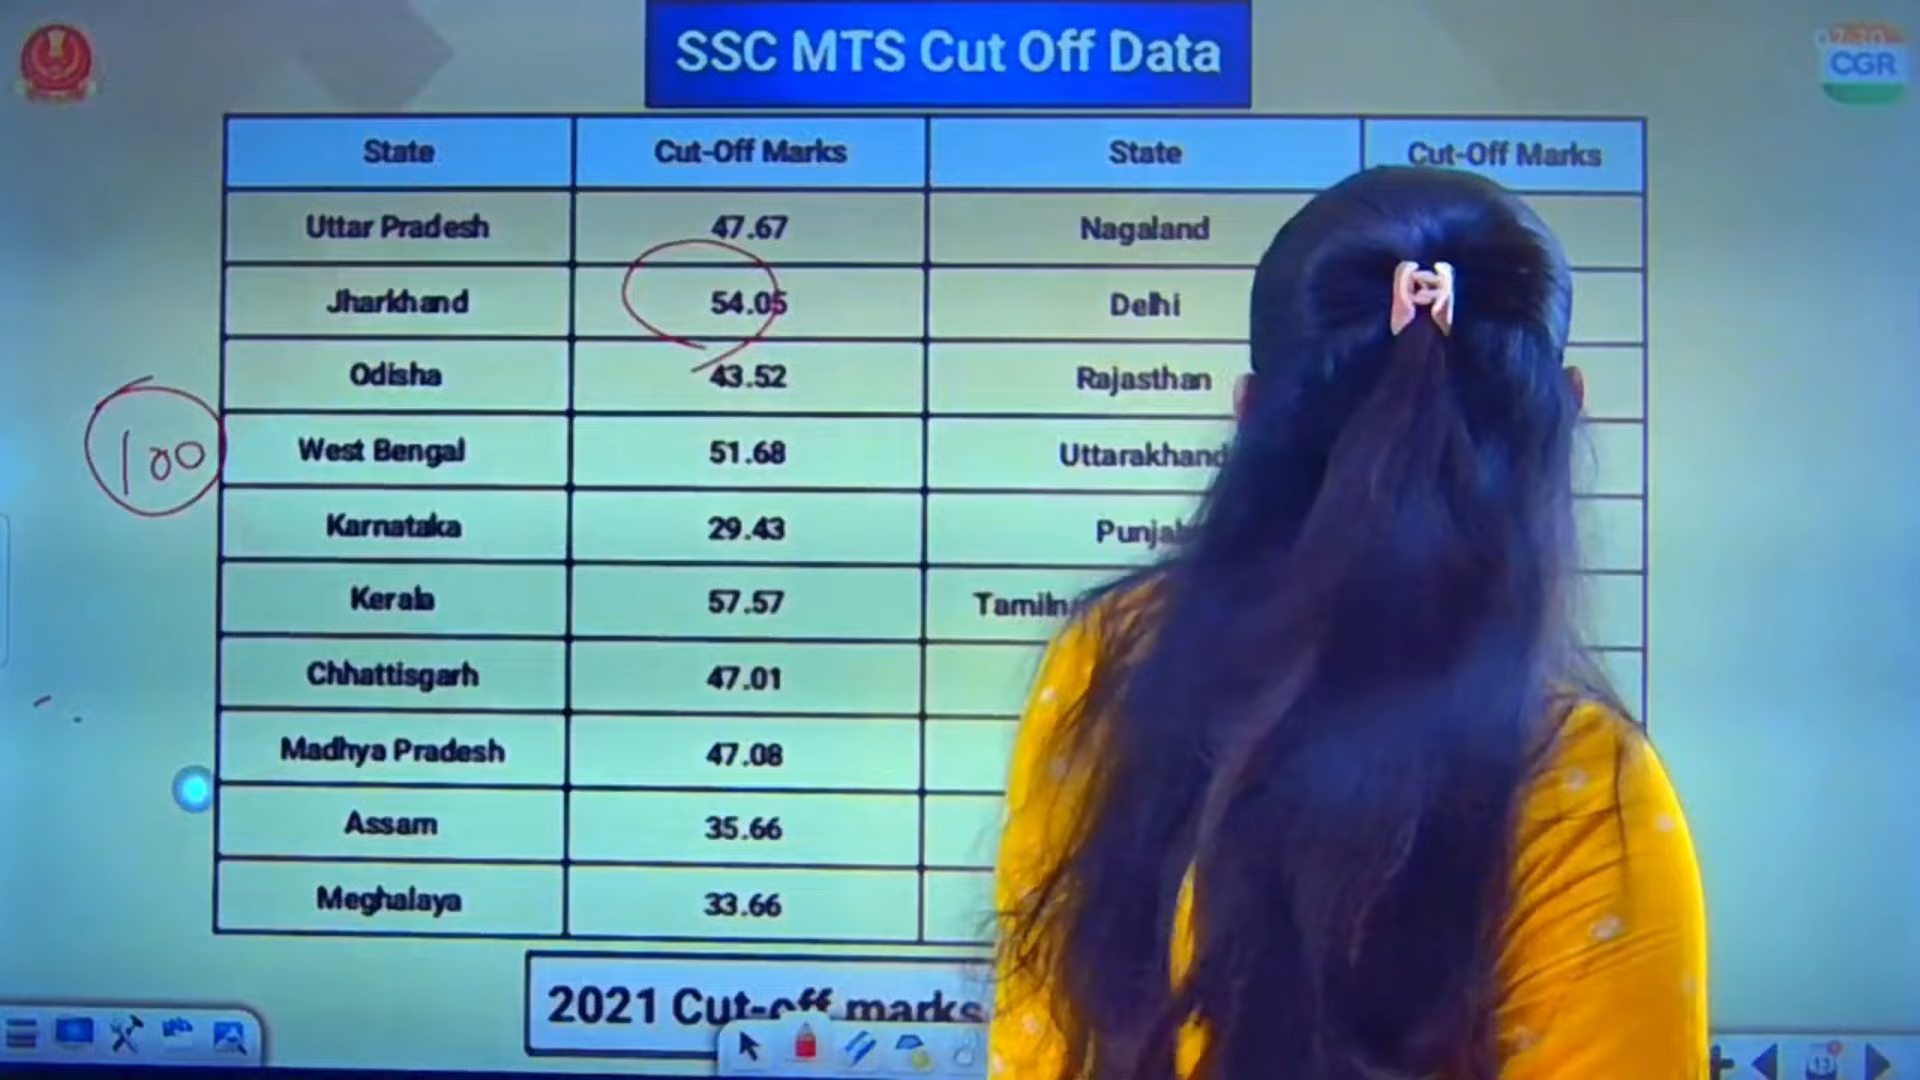 SSC MTS Cut Off Data
CGR
State Cut-Off Marks State Cut-Off Marks
Uttar Pradesh 47.67 Nagaland
Jharkhand 54.05 Delhi
Odisha 43.52 Rajasthan
100
West Bengal 51.68 Uttarakhand
Karnataka 29.43
Kerala 57.57
Chhattisgarh 47.01
Madhya Pradesh 47.08
Assam 35.66
Meghalaya 33.66
2021 Cut-off marks